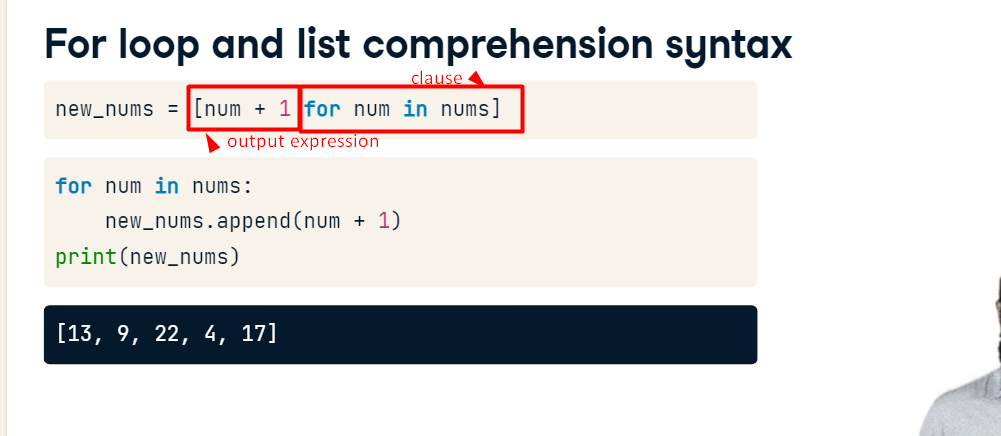 For loop and list comprehension syntax
clause
new_nums = [num + 1 for num in nums]
output expression
for num in nums:
    new_nums.append(num + 1)
print(new_nums)
[13, 9, 22, 4, 17]